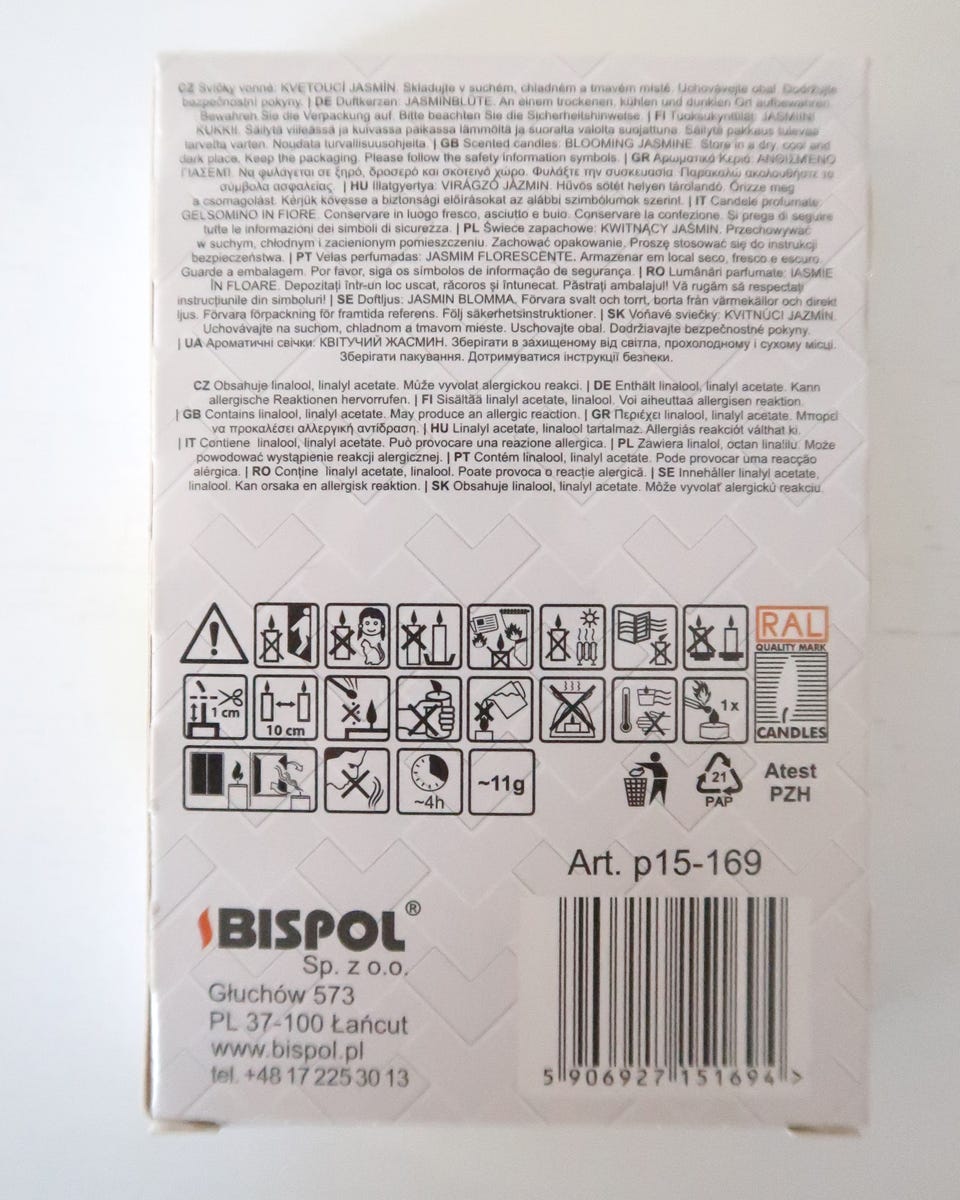 CZ Svíčky vonné: KVETOUCÍ JASMÍN. Skladujte v suchém, chladném a tmavém místě. Uchovávejte obal. Dodržujte
bezpečnostní pokyny. | DE Duftkerzen: JASMINBLÜTE. An einem trockenen, kühlen und dunklen Ort aufbewahren.
Bewahren Sie die Verpackung auf. Bitte beachten Sie die Sicherheitshinweise. | FI Tuoksukynttilät: JASMIINI
KUKKII. Säilytä viileässä ja kuivassa paikassa lämmöltä ja suoralta valolta suojattuna. Säilytä pakkaus tulevaa
tarvetta varten. Noudata turvallisuusohjeita. | GB Scented candles: BLOOMING JASMINE. Store in a dry, cool and
dark place. Keep the packaging. Please follow the safety information symbols. | GR Αρωματικά Κεριά: ΑΝΘΙΣΜΕΝΟ
ΓΙΑΣΕΜΙ. Να φυλάγεται σε ξηρό, δροσερό και σκοτεινό χώρο. Φυλάξτε την συσκευασία. Παρακαλώ ακολουθήστε τα
σύμβολα ασφαλείας. | HU Illatgyertya: VIRÁGZÓ JÁZMIN. Hűvös sötét helyen tárolandó. Őrizze meg
a csomagolást. Kérjük kövesse a biztonsági előírásokat az alábbi szimbólumok szerint. | IT Candele profumate:
GELSOMINO IN FIORE. Conservare in luogo fresco, asciutto e buio. Conservare la confezione. Si prega di seguire
tutte le informazioni dei simboli di sicurezza. | PL Świece zapachowe: KWITNĄCY JAŚMIN. Przechowywać
w suchym, chłodnym i zacienionym pomieszczeniu. Zachować opakowanie. Proszę stosować się do instrukcji
bezpieczeństwa. | PT Velas perfumadas: JASMIM FLORESCENTE. Armazenar em local seco, fresco e escuro.
Guarde a embalagem. Por favor, siga os símbolos de informação de segurança. | RO Lumânări parfumate: IASMIE
ÎN FLOARE. Depozitați într-un loc uscat, răcoros și întunecat. Păstrați ambalajul! Vă rugăm să respectați
instrucțiunile din simboluri! | SE Doftljus: JASMIN BLOMMA. Förvara svalt och torrt, borta från värmekällor och direkt
ljus. Förvara förpackning för framtida referens. Följ säkerhetsinstruktioner. | SK Voňavé sviečky: KVITNÚCI JAZMÍN.
Uchovávajte na suchom, chladnom a tmavom mieste. Uschovajte obal. Dodržiavajte bezpečnostné pokyny.
| UA Ароматичні свічки: КВІТУЧИЙ ЖАСМИН. Зберігати в захищеному від світла, прохолодному і сухому місці.
Зберігати пакування. Дотримуватися інструкції безпеки.
CZ Obsahuje linalool, linalyl acetate. Může vyvolat alergickou reakci. | DE Enthält linalool, linalyl acetate. Kann
allergische Reaktionen hervorrufen. | FI Sisältää linalyl acetate, linalool. Voi aiheuttaa allergisen reaktion.
| GB Contains linalool, linalyl acetate. May produce an allergic reaction. | GR Περιέχει linalool, linalyl acetate. Μπορεί
να προκαλέσει αλλεργική αντίδραση. | HU Linalyl acetate, linalool tartalmaz. Allergiás reakciót válthat ki.
| IT Contiene linalool, linalyl acetate. Può provocare una reazione allergica. | PL Zawiera linalol, octan linalilu. Może
powodować wystąpienie reakcji alergicznej. | PT Contém linalool, linalyl acetate. Pode provocar uma reacção
alérgica. | RO Conține linalyl acetate, linalool. Poate provoca o reacție alergică. | SE Innehåller linalyl acetate,
linalool. Kan orsaka en allergisk reaktion. | SK Obsahuje linalool, linalyl acetate. Môže vyvolať alergickú reakciu.
RAL
QUALITY MARK
1 cm
10 cm
1x
CANDLES
~4h
~11g
21
PAP
Atest
PZH
Art. p15-169
BISPOL®
Sp. z o.o.
Głuchów 573
PL 37-100 Łańcut
www.bispol.pl
tel. +48 17 225 30 13
5 906927 151694 >